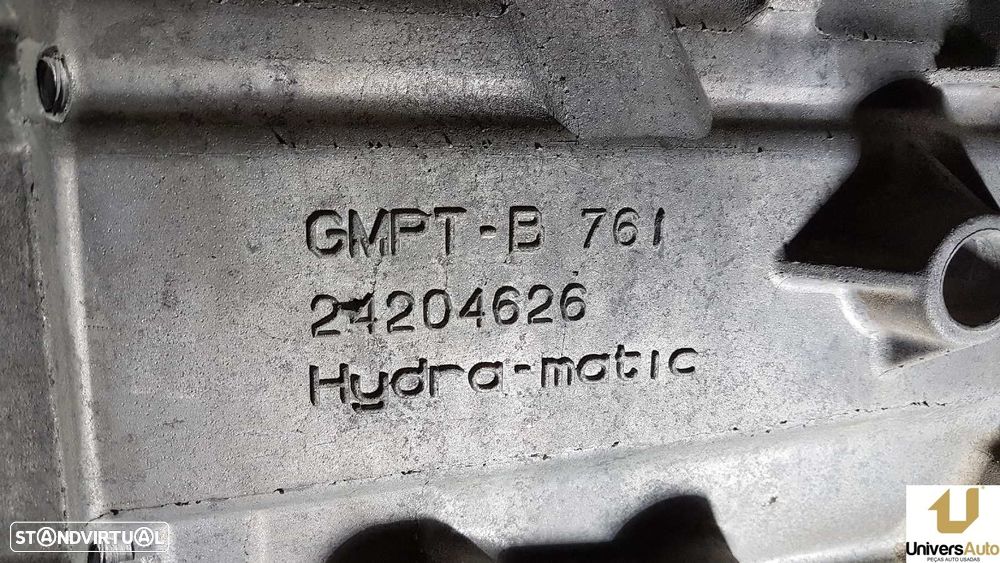 GMPT-B 761
24204626
Hydra-matic
STANDVIRTUAL
UniversAuto
PEÇAS AUTO USADAS